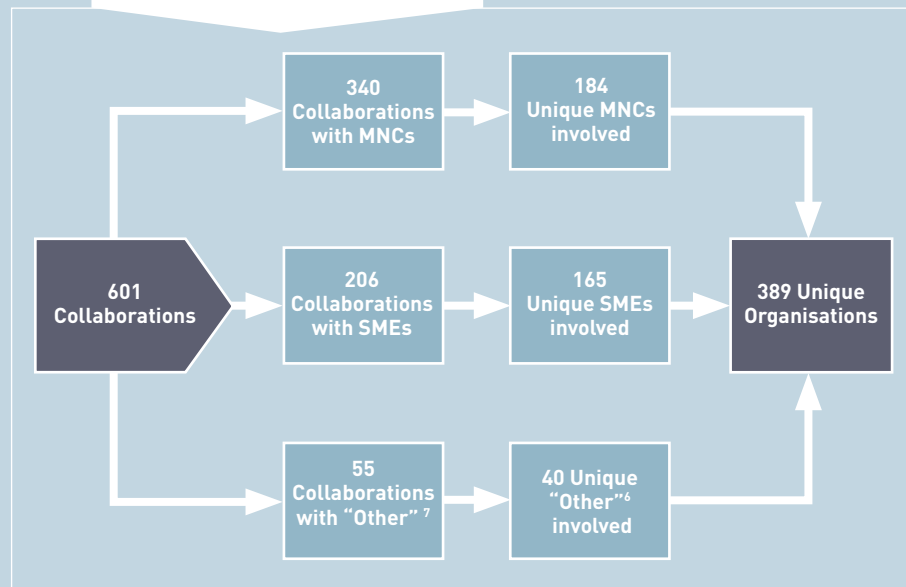 340
Collaborations
with MNCs
184
Unique MNCs
involved
601
Collaborations
206
Collaborations
with SMEs
165
Unique SMEs
involved
389 Unique
Organisations
55
Collaborations
with “Other” 7
40 Unique
“Other”6
involved